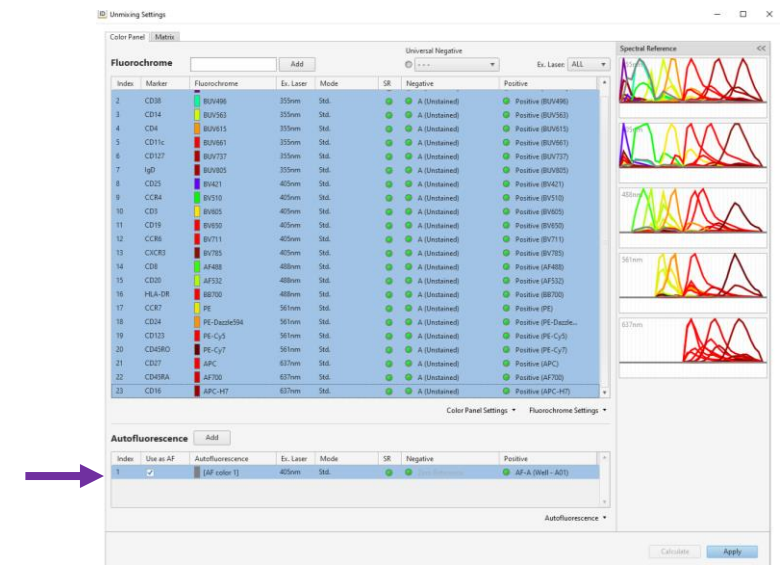 Unmixing Settings
Color Panel Matrix
Universal Negative
Fluorochrome Add - - - Ex. Laser: ALL
Index Marker Fluorochrome Ex. Laser Mode SR Negative Positive
2 CD38 BUV496 355nm Std. A (Unstained) Positive (BUV496)
3 CD14 BUV563 355nm Std. A (Unstained) Positive (BUV563)
4 CD4 BUV615 355nm Std. A (Unstained) Positive (BUV615)
5 CD11c BUV661 355nm Std. A (Unstained) Positive (BUV661)
6 CD127 BUV737 355nm Std. A (Unstained) Positive (BUV737)
7 IgD BUV805 355nm Std. A (Unstained) Positive (BUV805)
8 CD25 BV421 405nm Std. A (Unstained) Positive (BV421)
9 CCR4 BV510 405nm Std. A (Unstained) Positive (BV510)
10 CD3 BV605 405nm Std. A (Unstained) Positive (BV605)
11 CD19 BV650 405nm Std. A (Unstained) Positive (BV650)
12 CCR6 BV711 405nm Std. A (Unstained) Positive (BV711)
13 CXCR3 BV785 405nm Std. A (Unstained) Positive (BV785)
14 CD8 AF488 488nm Std. A (Unstained) Positive (AF488)
15 CD20 AF532 488nm Std. A (Unstained) Positive (AF532)
16 HLA-DR BB700 488nm Std. A (Unstained) Positive (BB700)
17 CCR7 PE 561nm Std. A (Unstained) Positive (PE)
18 CD24 PE-Dazzle594 561nm Std. A (Unstained) Positive (PE-Dazzle...
19 CD123 PE-Cy5 561nm Std. A (Unstained) Positive (PE-Cy5)
20 CD45RO PE-Cy7 561nm Std. A (Unstained) Positive (PE-Cy7)
21 CD27 APC 637nm Std. A (Unstained) Positive (APC)
22 CD45RA AF700 637nm Std. A (Unstained) Positive (AF700)
23 CD16 APC-H7 637nm Std. A (Unstained) Positive (APC-H7)
Color Panel Settings Fluorochrome Settings
Autofluorescence Add
Index Use as AF Autofluorescence Ex. Laser Mode SR Negative Positive
1 [AF color 1] 405nm Std. AF-A (Well - A01)
Autofluorescence
Calculate Apply
Spectral Reference <<
488nm
561nm
637nm